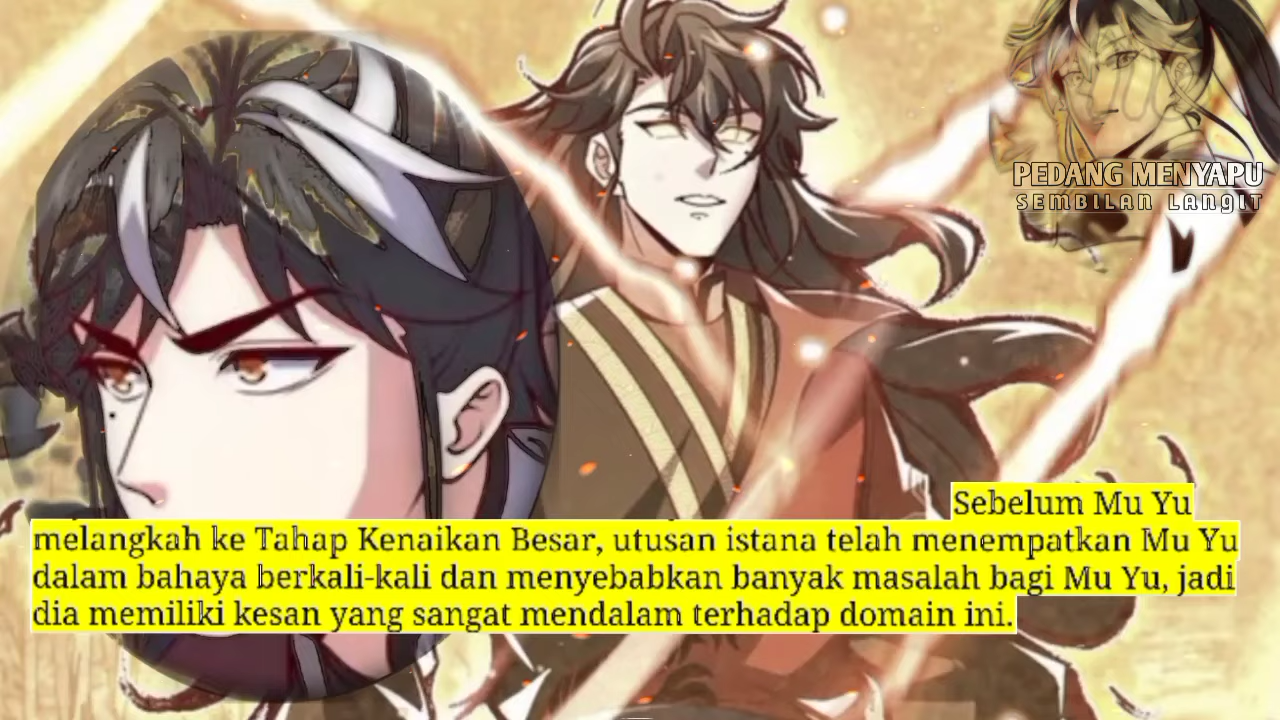 PEDANG MENYAPU
SEMBILAN LANGIT
Sebelum Mu Yu
melangkah ke Tahap Kenaikan Besar, utusan istana telah menempatkan Mu Yu
dalam bahaya berkali-kali dan menyebabkan banyak masalah bagi Mu Yu, jadi
dia memiliki kesan yang sangat mendalam terhadap domain ini.